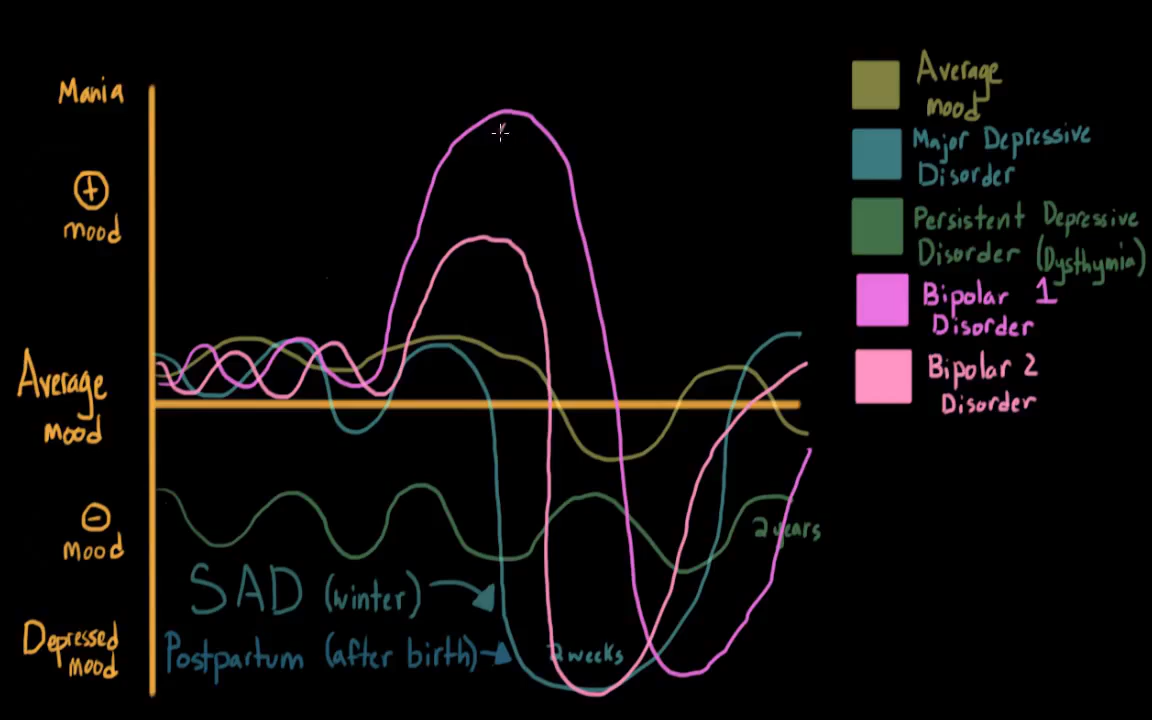 Mania
+
mood
Average
mood
-
mood
Depressed
mood
SAD (winter)
Postpartum (after birth)
2 weeks
2 years
Average
mood
Major Depressive
Disorder
Persistent Depressive
Disorder (Dysthymia)
Bipolar 1
Disorder
Bipolar 2
Disorder